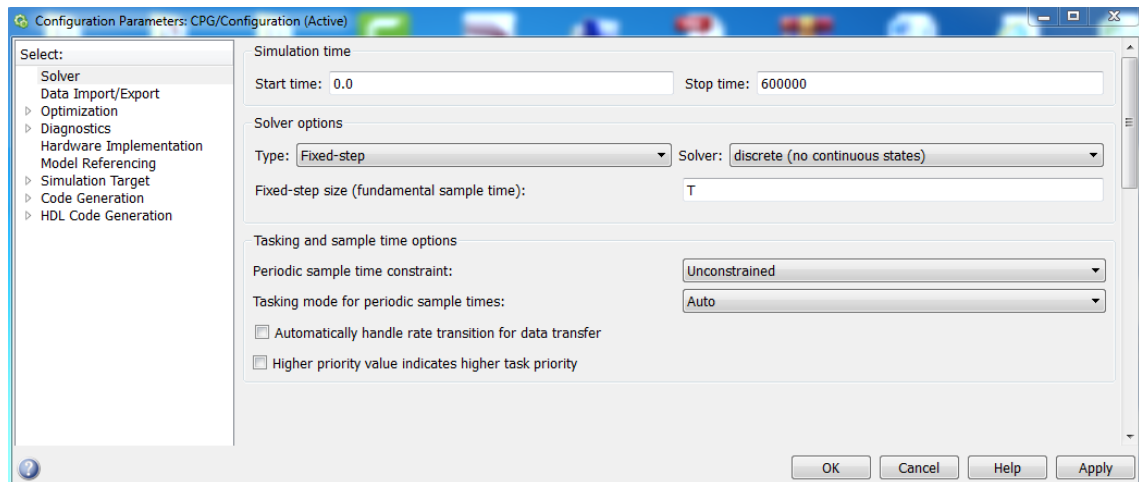 Configuration Parameters: CPG/Configuration (Active)
Select:
Solver
Data Import/Export
Optimization
Diagnostics
Hardware Implementation
Model Referencing
Simulation Target
Code Generation
HDL Code Generation
Simulation time
Start time: 0.0 Stop time: 600000
Solver options
Type: Fixed-step Solver: discrete (no continuous states)
Fixed-step size (fundamental sample time): T
Tasking and sample time options
Periodic sample time constraint: Unconstrained
Tasking mode for periodic sample times: Auto
Automatically handle rate transition for data transfer
Higher priority value indicates higher task priority
OK Cancel Help Apply